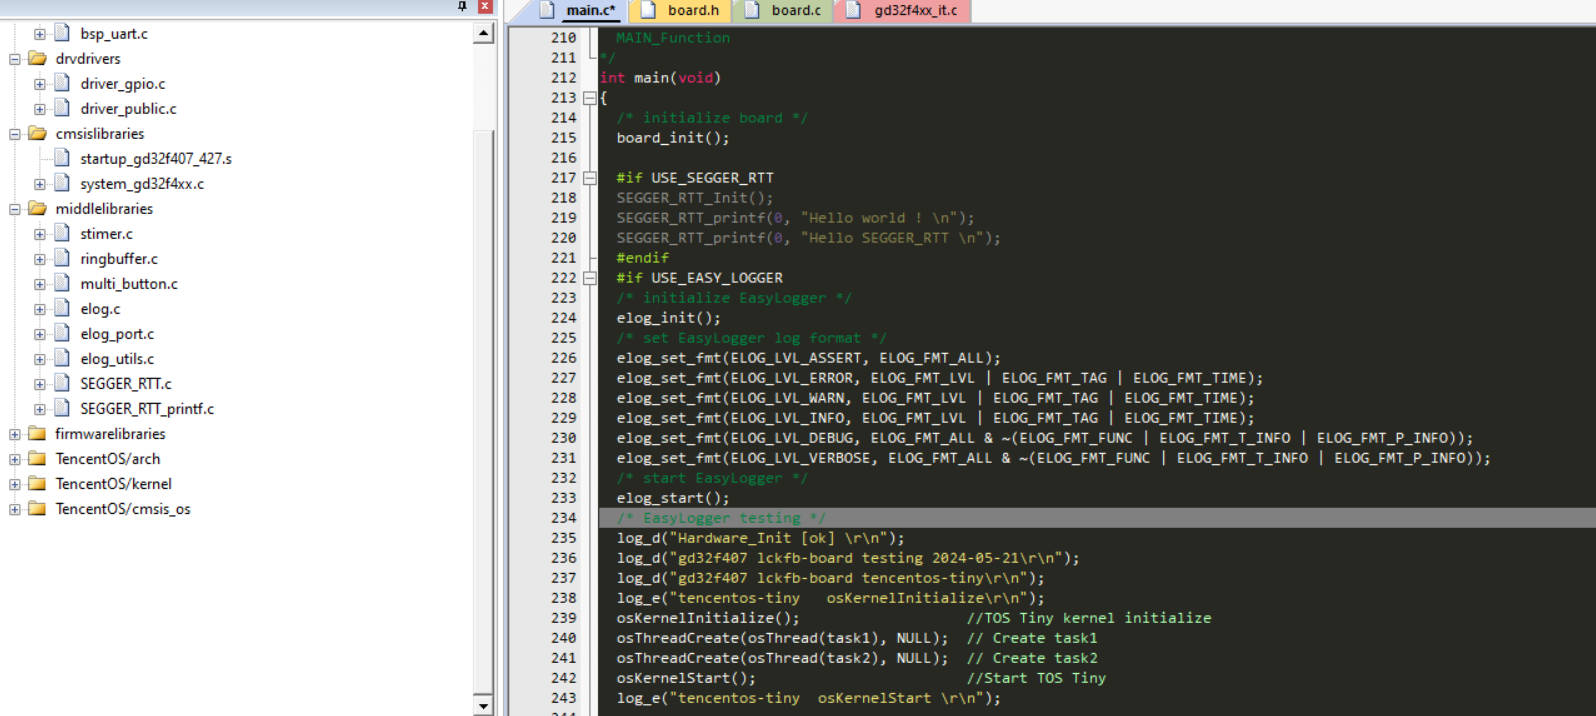 bsp_uart.c
drvdrivers
driver_gpio.c
driver_public.c
cmsislibraries
startup_gd32f407_427.s
system_gd32f4xx.c
middlelibraries
stimer.c
ringbuffer.c
multi_button.c
elog.c
elog_port.c
elog_utils.c
SEGGER_RTT.c
SEGGER_RTT_printf.c
firmwarelibraries
TencentOS/arch
TencentOS/kernel
TencentOS/cmsis_os
main.c* board.h board.c gd32f4xx_it.c
210 MAIN_Function
211 */
212 int main(void)
213 {
214 /* initialize board */
215 board_init();
216
217 #if USE_SEGGER_RTT
218 SEGGER_RTT_Init();
219 SEGGER_RTT_printf(0, "Hello world ! \n");
220 SEGGER_RTT_printf(0, "Hello SEGGER_RTT \n");
221 #endif
222 #if USE_EASY_LOGGER
223 /* initialize EasyLogger */
224 elog_init();
225 /* set EasyLogger log format */
226 elog_set_fmt(ELOG_LVL_ASSERT, ELOG_FMT_ALL);
227 elog_set_fmt(ELOG_LVL_ERROR, ELOG_FMT_LVL | ELOG_FMT_TAG | ELOG_FMT_TIME);
228 elog_set_fmt(ELOG_LVL_WARN, ELOG_FMT_LVL | ELOG_FMT_TAG | ELOG_FMT_TIME);
229 elog_set_fmt(ELOG_LVL_INFO, ELOG_FMT_LVL | ELOG_FMT_TAG | ELOG_FMT_TIME);
230 elog_set_fmt(ELOG_LVL_DEBUG, ELOG_FMT_ALL & ~(ELOG_FMT_FUNC | ELOG_FMT_T_INFO | ELOG_FMT_P_INFO));
231 elog_set_fmt(ELOG_LVL_VERBOSE, ELOG_FMT_ALL & ~(ELOG_FMT_FUNC | ELOG_FMT_T_INFO | ELOG_FMT_P_INFO));
232 /* start EasyLogger */
233 elog_start();
234 /* EasyLogger testing */
235 log_d("Hardware_Init [ok] \r\n");
236 log_d("gd32f407 lckfb-board testing 2024-05-21\r\n");
237 log_d("gd32f407 lckfb-board tencentos-tiny\r\n");
238 log_e("tencentos-tiny   osKernelInitialize\r\n");
239 osKernelInitialize(); //TOS Tiny kernel initialize
240 osThreadCreate(osThread(task1), NULL); // Create task1
241 osThreadCreate(osThread(task2), NULL); // Create task2
242 osKernelStart(); //Start TOS Tiny
243 log_e("tencentos-tiny  osKernelStart \r\n");